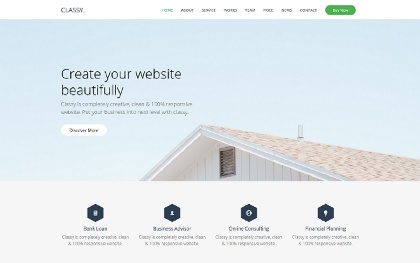 CLASSY.
HOME ABOUT SERVICE WORKS TEAM PRICE NEWS CONTACT Buy Now
Create your website
beautifully
Classy is completely creative, clean & 100% responsive
website. Put your business into next level with Classy.
Discover More
Bank Loan Business Advisor Online Consulting Financial Planning
Classy is completely creative, clean Classy is completely creative, clean Classy is completely creative, clean Classy is completely creative, clean
& 100% responsive website & 100% responsive website & 100% responsive website & 100% responsive website